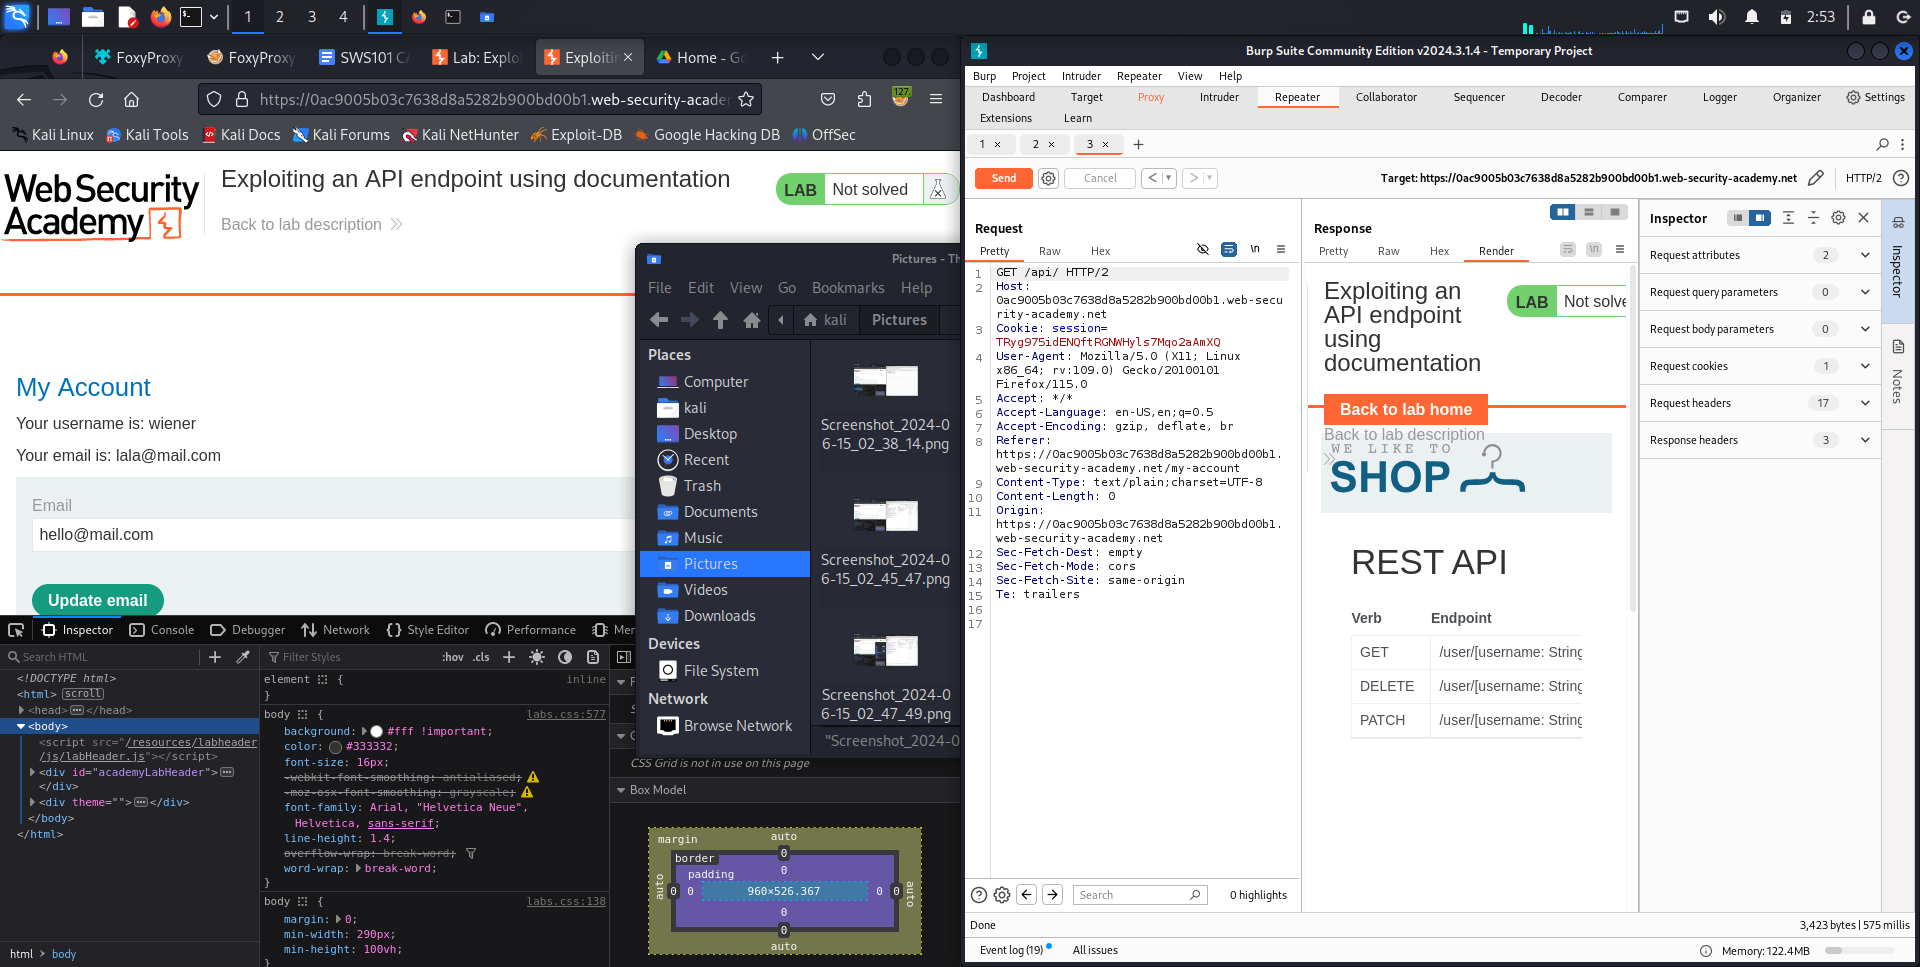 1
2
3
4
2:53
FoxyProxy
FoxyProxy
SWS101 CA
Lab: Exploi
Exploitin
Home - Go
https://0ac9005b03c7638d8a5282b900bd00b1.web-security-acade
127
Kali Linux
Kali Tools
Kali Docs
Kali Forums
Kali NetHunter
Exploit-DB
Google Hacking DB
OffSec
WebSecurity
Academy
Exploiting an API endpoint using documentation
Back to lab description
LAB
Not solved
My Account
Your username is: wiener
Your email is: lala@mail.com
Email
hello@mail.com
Update email
Pictures - Th
File
Edit
View
Go
Bookmarks
Help
kali
Pictures
Places
Computer
kali
Desktop
Recent
Trash
Documents
Music
Pictures
Videos
Downloads
Devices
File System
Network
Browse Network
Screenshot_2024-0
6-15_02_38_14.png
Screenshot_2024-0
6-15_02_45_47.png
Screenshot_2024-0
6-15_02_47_49.png
"Screenshot_2024-0
Inspector
Console
Debugger
Network
Style Editor
Performance
Mer
Search HTML
Filter Styles
:hov
.cls
<!DOCTYPE html>
<html>
scroll
<head>
</head>
<body>
<script src="/resources/labheader
/js/labHeader.js"></script>
<div id="academyLabHeader">
</div>
<div theme="">
</div>
</body>
</html>
html
body
element
{
inline
}
body
{
labs.css:577
background:
#fff !important;
color:
#333332;
font-size: 16px;
-webkit-font-smoothing: antialiased;
-moz-osx-font-smoothing: grayscale;
font-family: Arial, "Helvetica Neue",
Helvetica, sans-serif;
line-height: 1.4;
overflow-wrap: break-word;
word-wrap:
break-word;
}
body
{
labs.css:138
margin:
0;
min-width: 290px;
min-height: 100vh;
CSS Grid is not in use on this page
Box Model
margin
auto
border
0
padding
0
auto
0
0
960×526.367
0
0
auto
0
0
auto
Burp Suite Community Edition v2024.3.1.4 - Temporary Project
Burp
Project
Intruder
Repeater
View
Help
Dashboard
Target
Proxy
Intruder
Repeater
Collaborator
Sequencer
Decoder
Comparer
Logger
Organizer
Settings
Extensions
Learn
1 ×
2 ×
3 ×
+
Send
Cancel
Target: https://0ac9005b03c7638d8a5282b900bd00b1.web-security-academy.net
HTTP/2
Request
Pretty
Raw
Hex
\n
1 GET /api/ HTTP/2
2 Host:
0ac9005b03c7638d8a5282b900bd00b1.web-secu
rity-academy.net
3 Cookie: session=
TRyg975idENQftRGNWHyls7Mqo2aAmXQ
4 User-Agent: Mozilla/5.0 (X11; Linux
x86_64; rv:109.0) Gecko/20100101
Firefox/115.0
5 Accept: */*
6 Accept-Language: en-US,en;q=0.5
7 Accept-Encoding: gzip, deflate, br
8 Referer:
https://0ac9005b03c7638d8a5282b900bd00b1.
web-security-academy.net/my-account
9 Content-Type: text/plain;charset=UTF-8
10 Content-Length: 0
11 Origin:
https://0ac9005b03c7638d8a5282b900bd00b1.
web-security-academy.net
12 Sec-Fetch-Dest: empty
13 Sec-Fetch-Mode: cors
14 Sec-Fetch-Site: same-origin
15 Te: trailers
16
17
Search
0 highlights
Response
Pretty
Raw
Hex
Render
\n
Exploiting an
API endpoint
using
documentation
LAB
Not solve
Back to lab home
Back to lab description
WE LIKE TO
SHOP
REST API
Verb
Endpoint
GET
/user/[username: String
DELETE
/user/[username: String
PATCH
/user/[username: String
Inspector
Request attributes
2
Request query parameters
0
Request body parameters
0
Request cookies
1
Request headers
17
Response headers
3
Inspector
Notes
Done
3,423 bytes | 575 millis
Event log (19)
All issues
Memory: 122.4MB